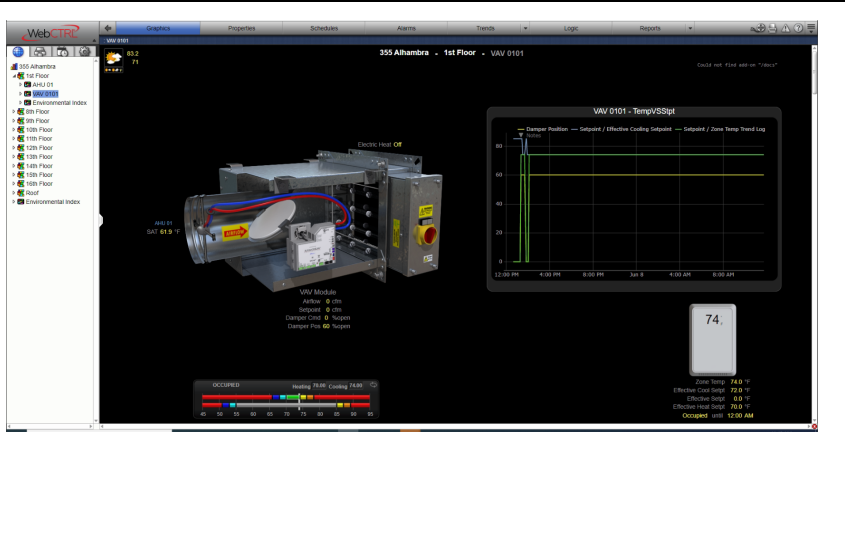 WebCTRL
Graphics
Properties
Schedules
Alarms
Trends
Logic
Reports
VAV 0101
355 Alhambra
1st Floor
AHU 01
VAV 0101
Environmental Index
8th Floor
9th Floor
10th Floor
11th Floor
12th Floor
13th Floor
14th Floor
15th Floor
16th Floor
Roof
Environmental Index
83.2
71
355 Alhambra - 1st Floor - VAV 0101
Could not find add-on "/docs"
Electric Heat Off
AIRFLOW
AHU 01
SAT 61.9 °F
VAV Module
Airflow 0 cfm
Setpoint 0 cfm
Damper Cmd 0 %open
Damper Pos 60 %open
VAV 0101 - TempVSStpt
Damper Position — Setpoint / Effective Cooling Setpoint — Setpoint / Zone Temp Trend Log
Notes
80
60
40
20
0
12:00 PM 4:00 PM 8:00 PM Jun 8 4:00 AM 8:00 AM
74
Zone Temp 74.0 °F
Effective Cool Setpt 72.0 °F
Effective Setpt 0.0 °F
Effective Heat Setpt 70.0 °F
Occupied until 12:00 AM
OCCUPIED Heating 70.00 Cooling 74.00
45 50 55 60 65 70 75 80 85 90 95